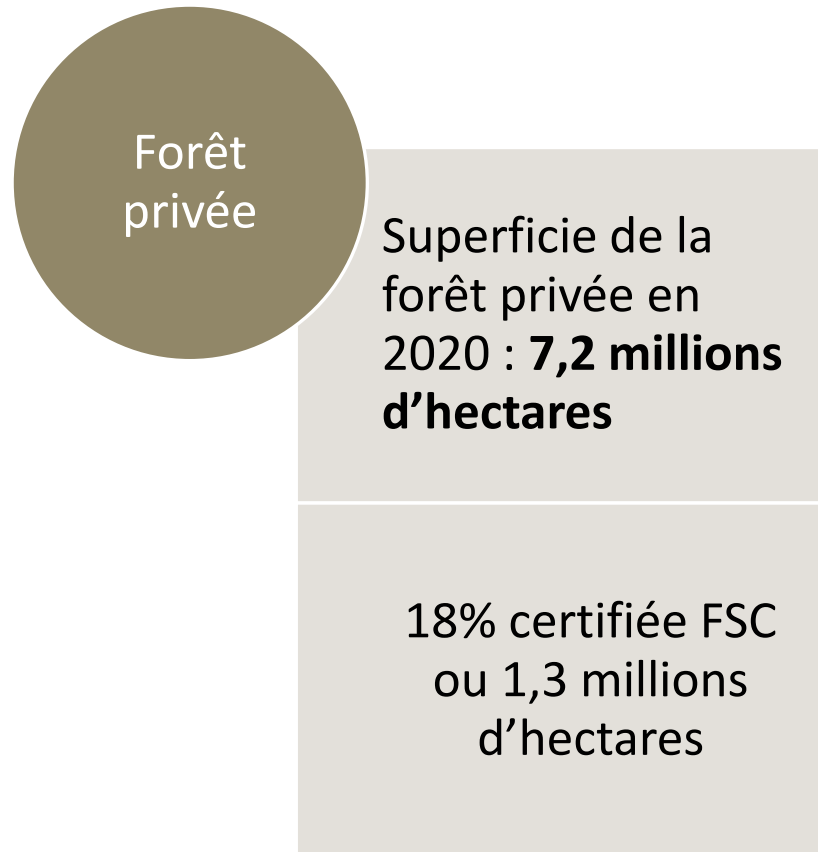 Forêt
privée
Superficie de la
forêt privée en
2020 : 7,2 millions
d’hectares
18% certifiée FSC
ou 1,3 millions
d’hectares